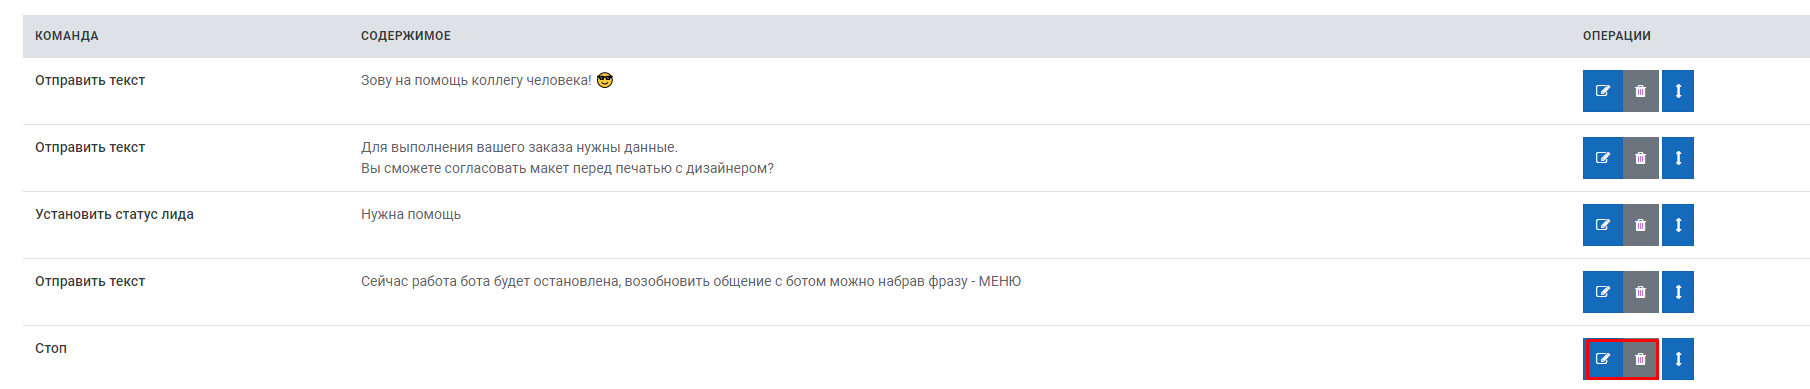 КОМАНДА СОДЕРЖИМОЕ ОПЕРАЦИИ
Отправить текст Зову на помощь коллегу человека! 😎
Отправить текст Для выполнения вашего заказа нужны данные.
Вы сможете согласовать макет перед печатью с дизайнером?
Установить статус лида Нужна помощь
Отправить текст Сейчас работа бота будет остановлена, возобновить общение с ботом можно набрав фразу - МЕНЮ
Стоп